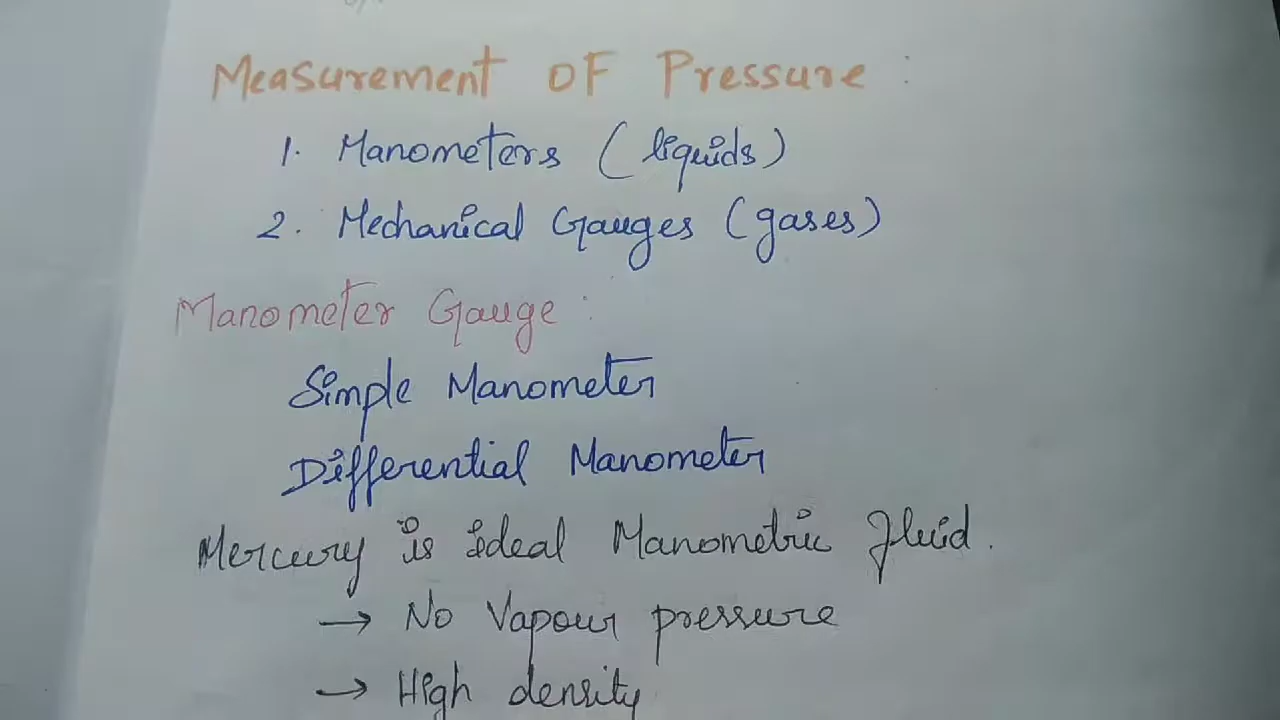 Measurement OF Pressure :
1. Manometers (liquids)
2. Mechanical Gauges (gases)
Manometer Gauge :
Simple Manometer
Differential Manometer
Mercury is ideal Manometric fluid.
→ No Vapour pressure
→ High density